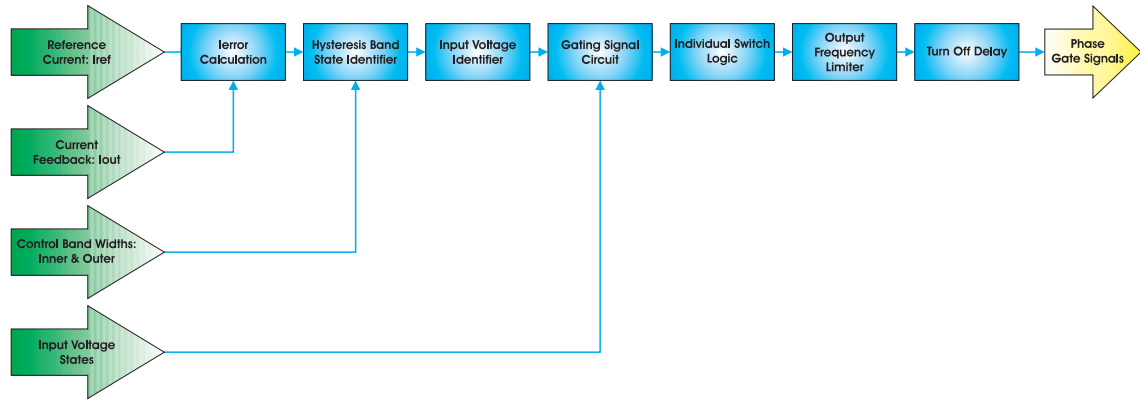 Reference
Current: Iref
Ierror
Calculation
Hysteresis Band
State Identifier
Input Voltage
Identifier
Gating Signal
Circuit
Individual Switch
Logic
Output
Frequency
Limiter
Turn Off Delay
Phase
Gate Signals
Current
Feedback: Iout
Control Band Widths:
Inner & Outer
Input Voltage
States